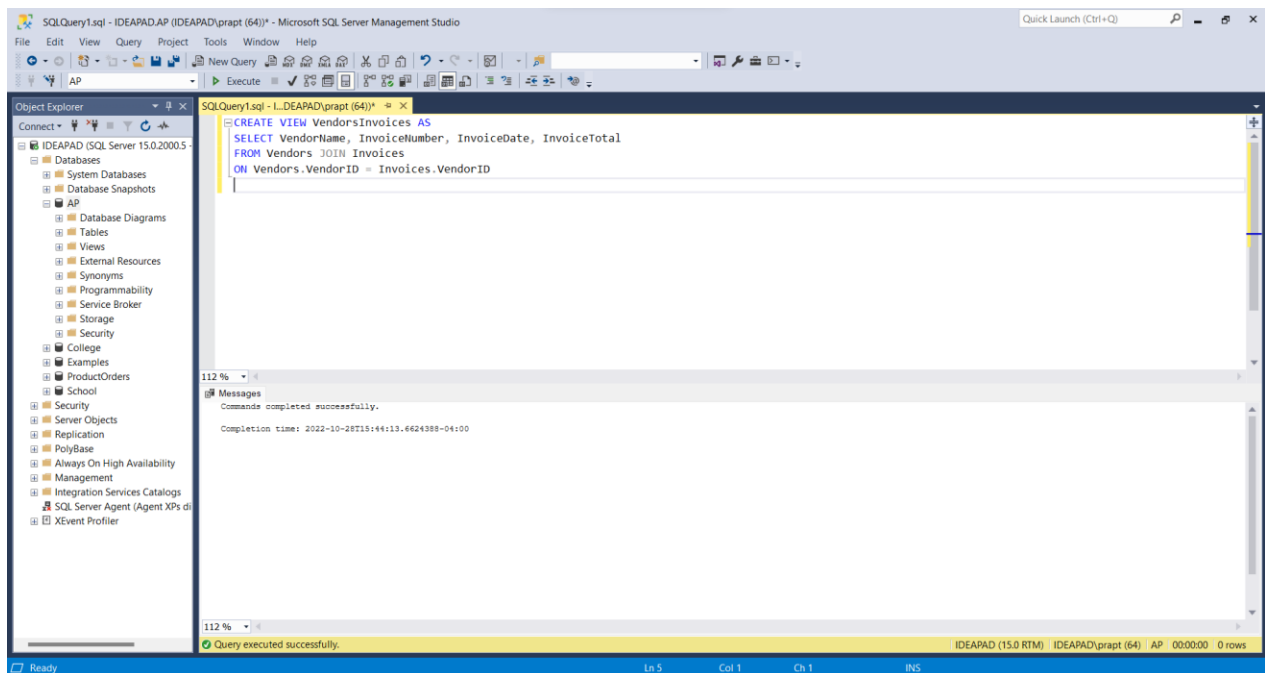 SQLQuery1.sql - IDEAPAD.AP (IDEAPAD\prapt (64))* - Microsoft SQL Server Management Studio
Quick Launch (Ctrl+Q)
File Edit View Query Project Tools Window Help
New Query
AP
Execute
Object Explorer
SQLQuery1.sql - I...DEAPAD\prapt (64))*
Connect
IDEAPAD (SQL Server 15.0.2000.5 -
Databases
System Databases
Database Snapshots
AP
Database Diagrams
Tables
Views
External Resources
Synonyms
Programmability
Service Broker
Storage
Security
College
Examples
ProductOrders
School
Security
Server Objects
Replication
PolyBase
Always On High Availability
Management
Integration Services Catalogs
SQL Server Agent (Agent XPs di
XEvent Profiler
CREATE VIEW VendorsInvoices AS
SELECT VendorName, InvoiceNumber, InvoiceDate, InvoiceTotal
FROM Vendors JOIN Invoices
ON Vendors.VendorID = Invoices.VendorID
112 %
Messages
Commands completed successfully.
Completion time: 2022-10-28T15:44:13.6624388-04:00
112 %
Query executed successfully.
IDEAPAD (15.0 RTM) IDEAPAD\prapt (64) AP 00:00:00 0 rows
Ready Ln 5 Col 1 Ch 1 INS